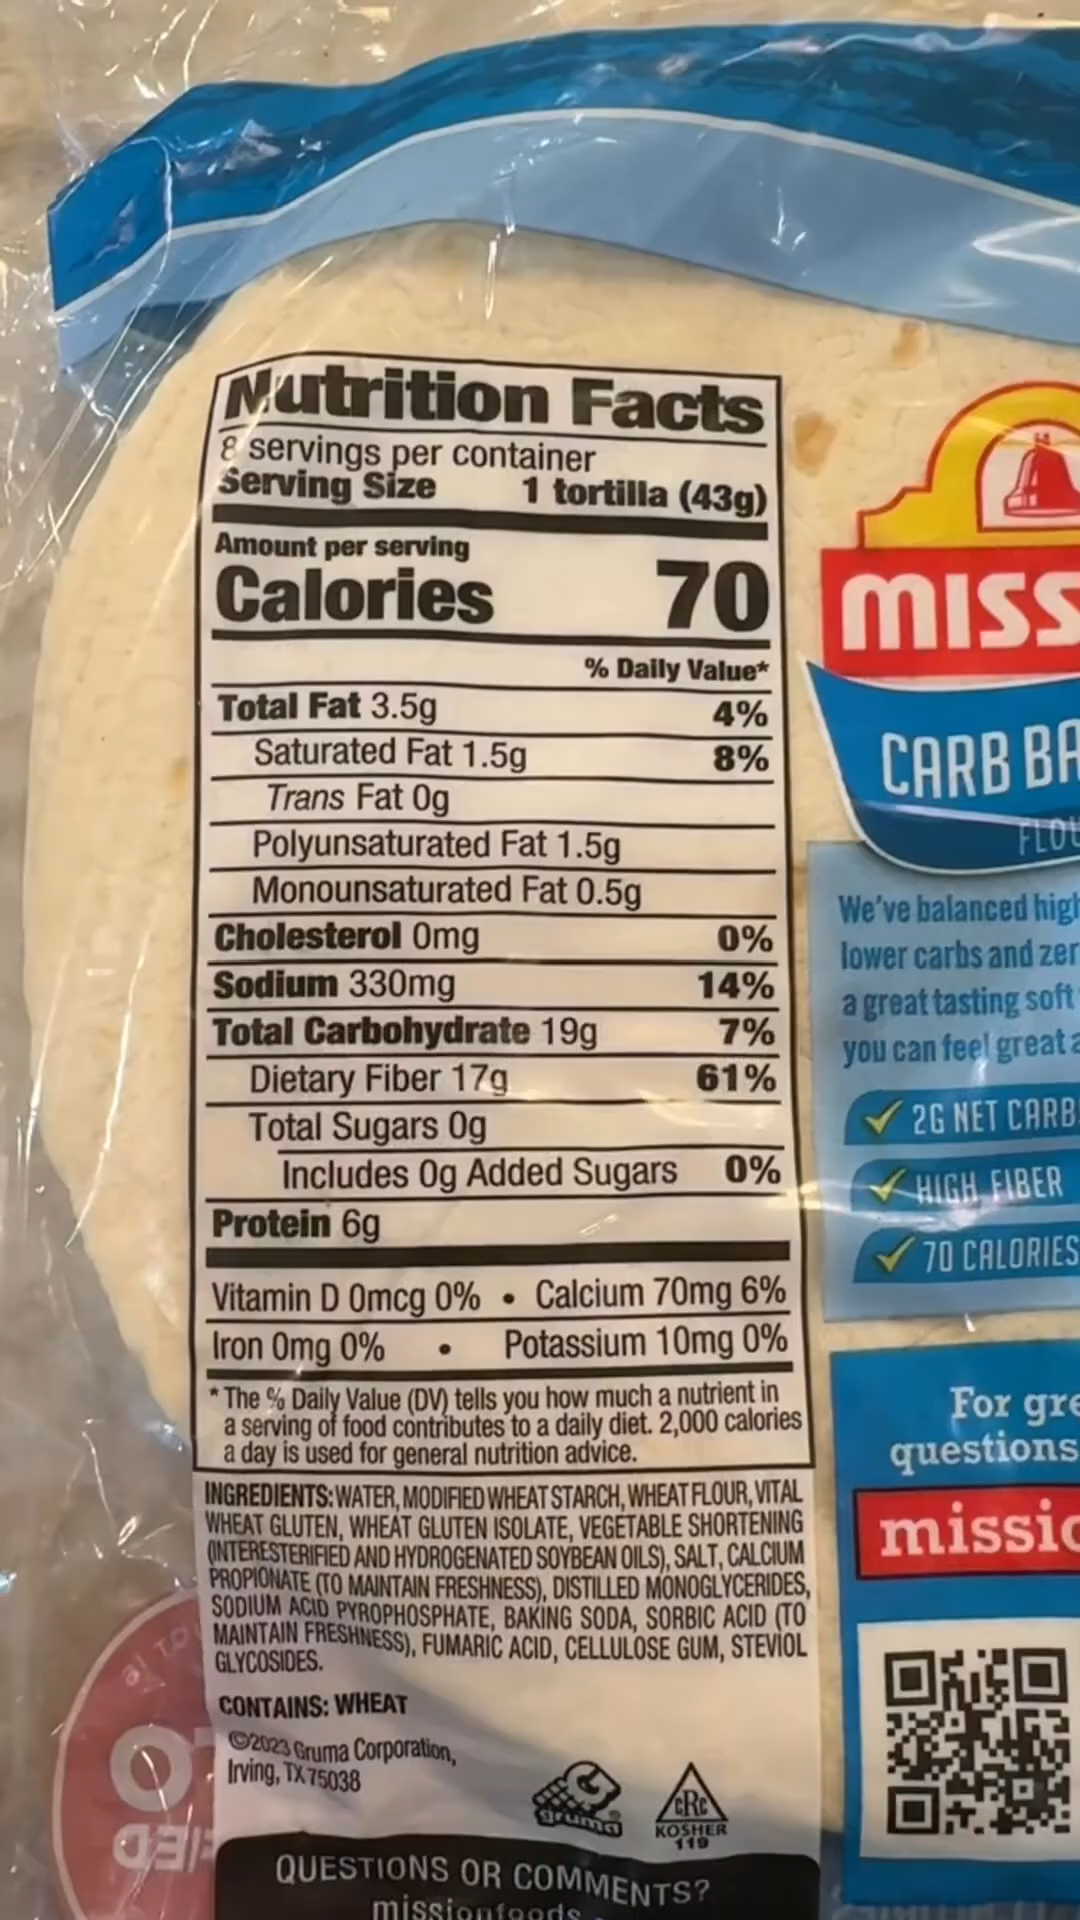 Nutrition Facts
8 servings per container
Serving Size 1 tortilla (43g)
Amount per serving
Calories 70
% Daily Value*
Total Fat 3.5g 4%
Saturated Fat 1.5g 8%
Trans Fat 0g
Polyunsaturated Fat 1.5g
Monounsaturated Fat 0.5g
Cholesterol 0mg 0%
Sodium 330mg 14%
Total Carbohydrate 19g 7%
Dietary Fiber 17g 61%
Total Sugars 0g
Includes 0g Added Sugars 0%
Protein 6g
Vitamin D 0mcg 0% • Calcium 70mg 6%
Iron 0mg 0% • Potassium 10mg 0%
* The % Daily Value (DV) tells you how much a nutrient in
a serving of food contributes to a daily diet. 2,000 calories
a day is used for general nutrition advice.
INGREDIENTS: WATER, MODIFIED WHEAT STARCH, WHEAT FLOUR, VITAL
WHEAT GLUTEN, WHEAT GLUTEN ISOLATE, VEGETABLE SHORTENING
(INTERESTERIFIED AND HYDROGENATED SOYBEAN OILS), SALT, CALCIUM
PROPIONATE (TO MAINTAIN FRESHNESS), DISTILLED MONOGLYCERIDES,
SODIUM ACID PYROPHOSPHATE, BAKING SODA, SORBIC ACID (TO
MAINTAIN FRESHNESS), FUMARIC ACID, CELLULOSE GUM, STEVIOL
GLYCOSIDES.
CONTAINS: WHEAT
©2023 Gruma Corporation,
Irving, TX 75038
gruma®
CRC
KOSHER
119
QUESTIONS OR COMMENTS?
missionfoods.
MISS
CARB BA
FLOU
We've balanced high
lower carbs and zer
a great tasting soft
you can feel great a
2G NET CARB
HIGH FIBER
70 CALORIES
For gre
questions
missio